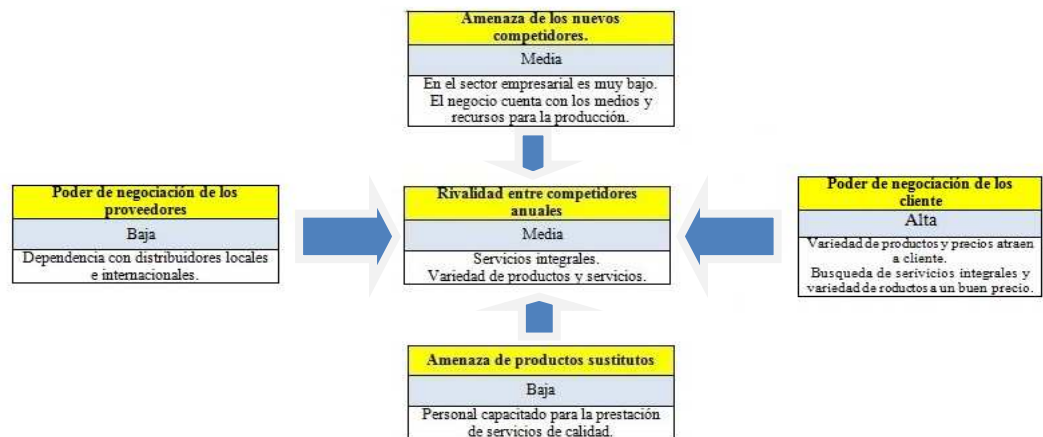 Amenaza de los nuevos
competidores.
Media
En el sector empresarial es muy bajo.
El negocio cuenta con los medios y
recursos para la producción.
Poder de negociación de los
proveedores
Baja
Dependencia con distribuidores locales
e internacionales.
Rivalidad entre competidores
anuales
Media
Servicios integrales.
Variedad de productos y servicios.
Poder de negociación de los
cliente
Alta
Variedad de productos y precios atraen
a cliente.
Busqueda de serivicios integrales y
variedad de roductos a un buen precio.
Amenaza de productos sustitutos
Baja
Personal capacitado para la prestación
de servicios de calidad.